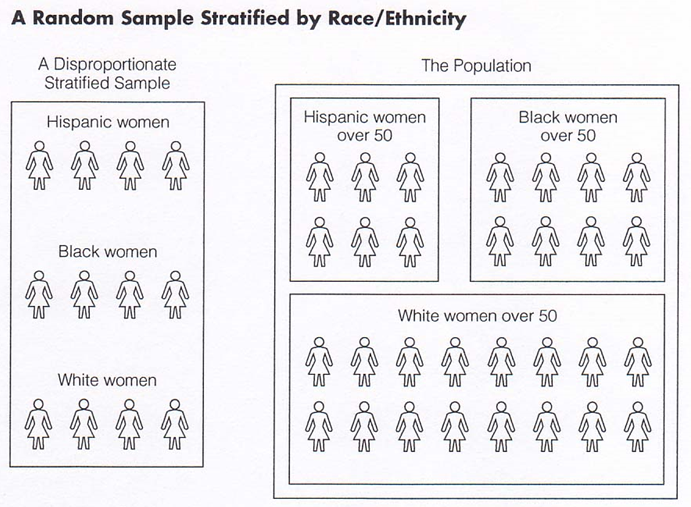 A Random Sample Stratified by Race/Ethnicity
A Disproportionate
Stratified Sample
Hispanic women
Black women
White women
The Population
Hispanic women
over 50
Black women
over 50
White women over 50